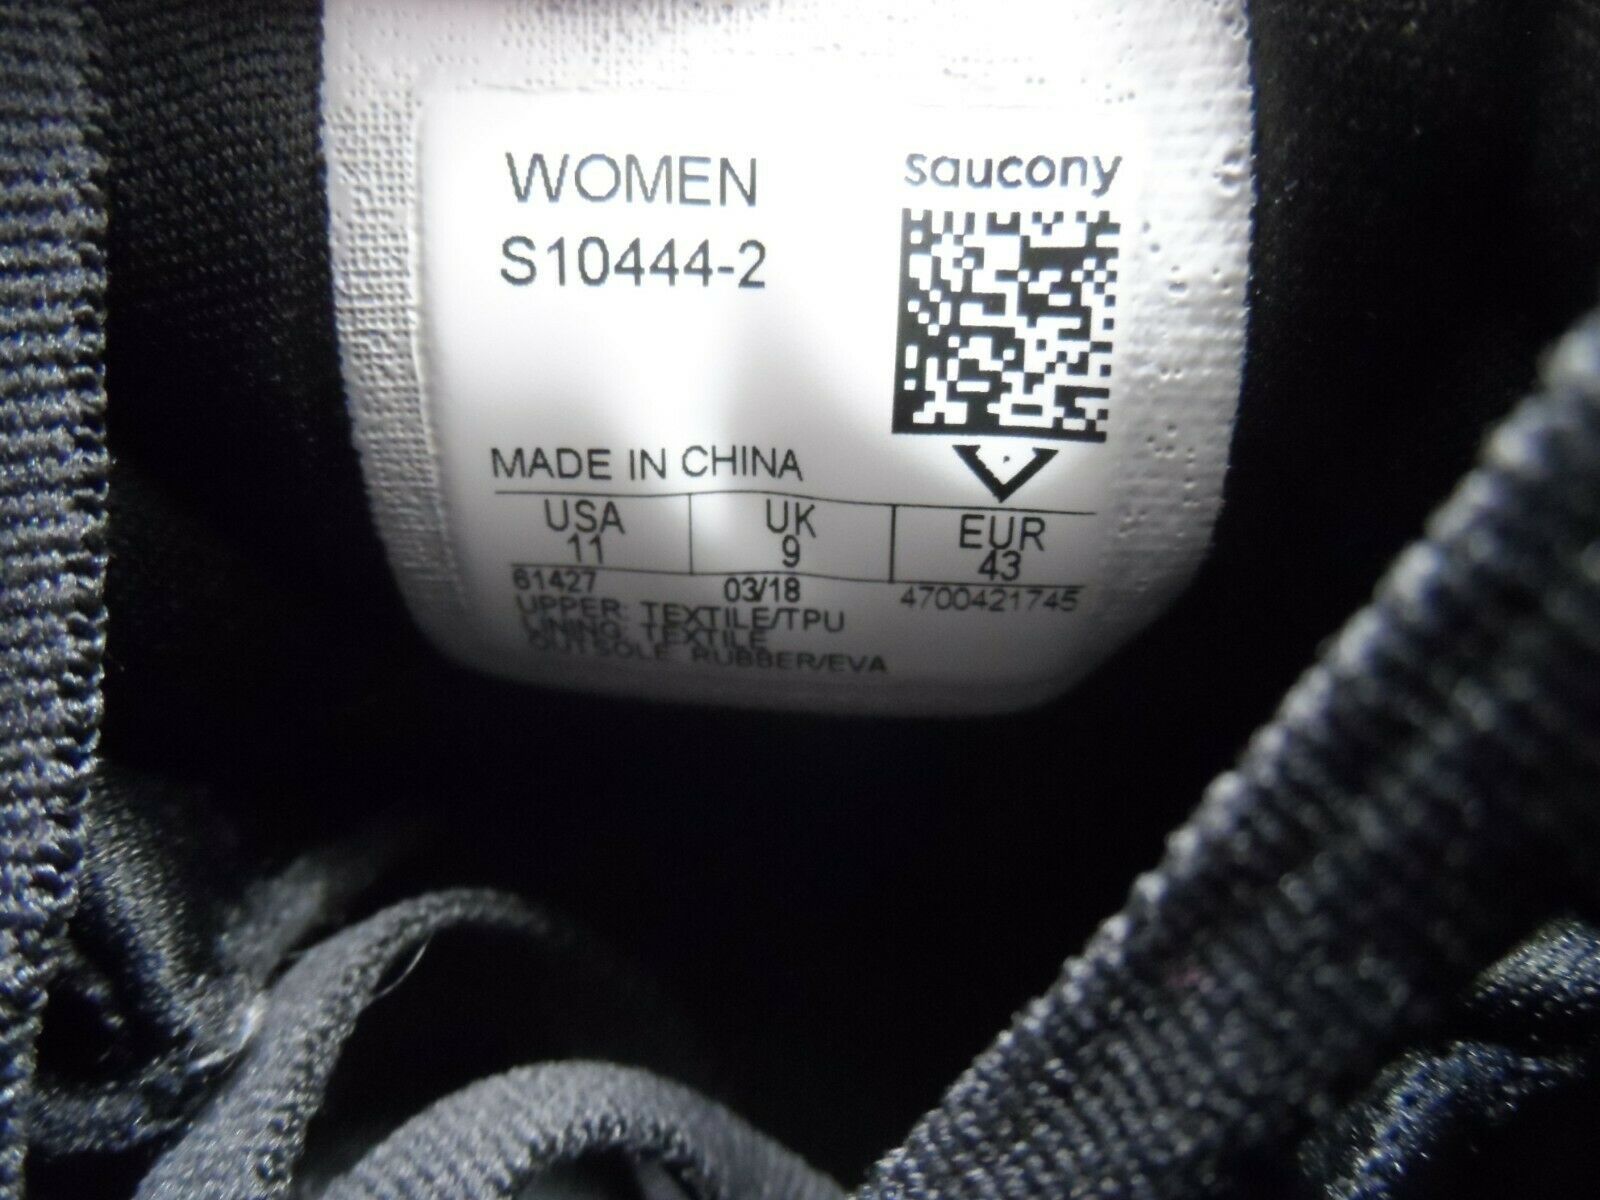 WOMEN
saucony
S10444-2
MADE IN CHINA
USA UK EUR
11 9 43
61427 03/18 4700421745
UPPER: TEXTILE/TPU
LINING: TEXTILE
OUTSOLE: RUBBER/EVA